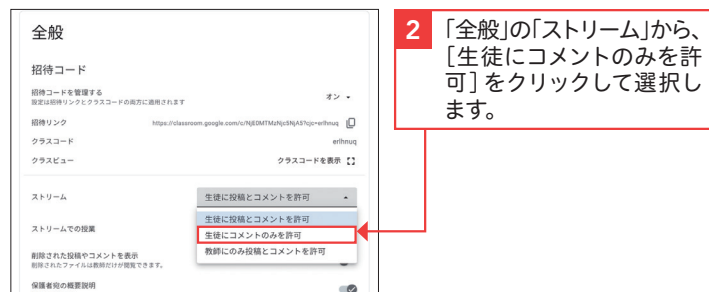 全般
招待コード
招待コードを管理する
設定は招待リンクとクラスコードの両方に適用されます
オン
招待リンク
https://classroom.google.com/c/NjE0MTMzNjc5NjA5?cjc=erlhnuq
クラスコード
erlhnuq
クラスビュー
クラスコードを表示
ストリーム
生徒に投稿とコメントを許可
生徒に投稿とコメントを許可
ストリームでの授業
生徒にコメントのみを許可
教師にのみ投稿とコメントを許可
削除された投稿やコメントを表示
削除されたファイルは教師だけが閲覧できます。
保護者宛の概要説明
2
「全般」の「ストリーム」から、
［生徒にコメントのみを許
可］をクリックして選択し
ます。